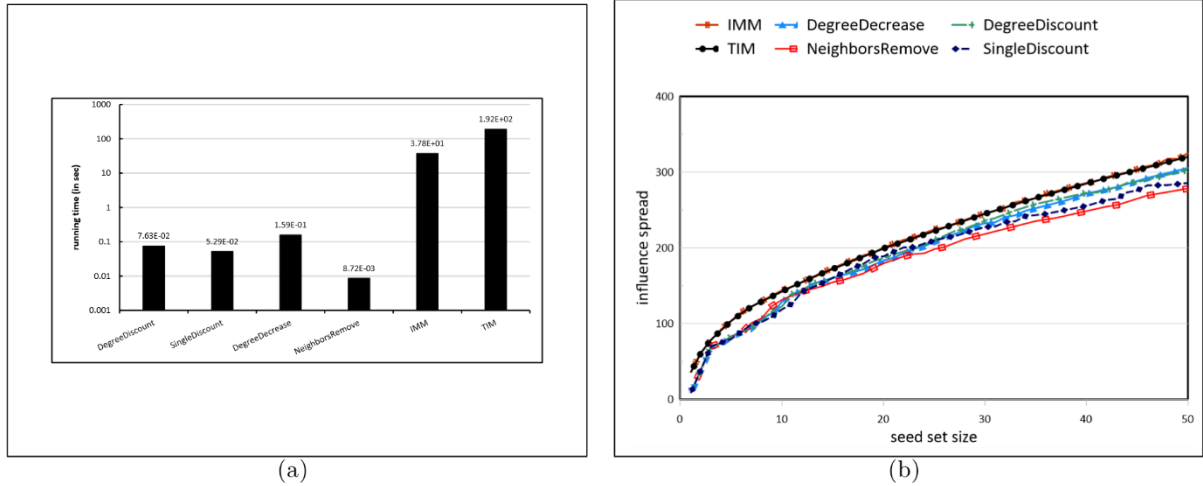 1000
100
10
1
0.1
0.01
0.001
running time (in sec)
7.63E-02
5.29E-02
1.59E-01
8.72E-03
3.78E+01
1.92E+02
DegreeDiscount
SingleDiscount
DegreeDecrease
NeighborsRemove
IMM
TIM
(a)
IMM DegreeDecrease DegreeDiscount
TIM NeighborsRemove SingleDiscount
400
300
200
100
0
influence spread
0 10 20 30 40 50
seed set size
(b)